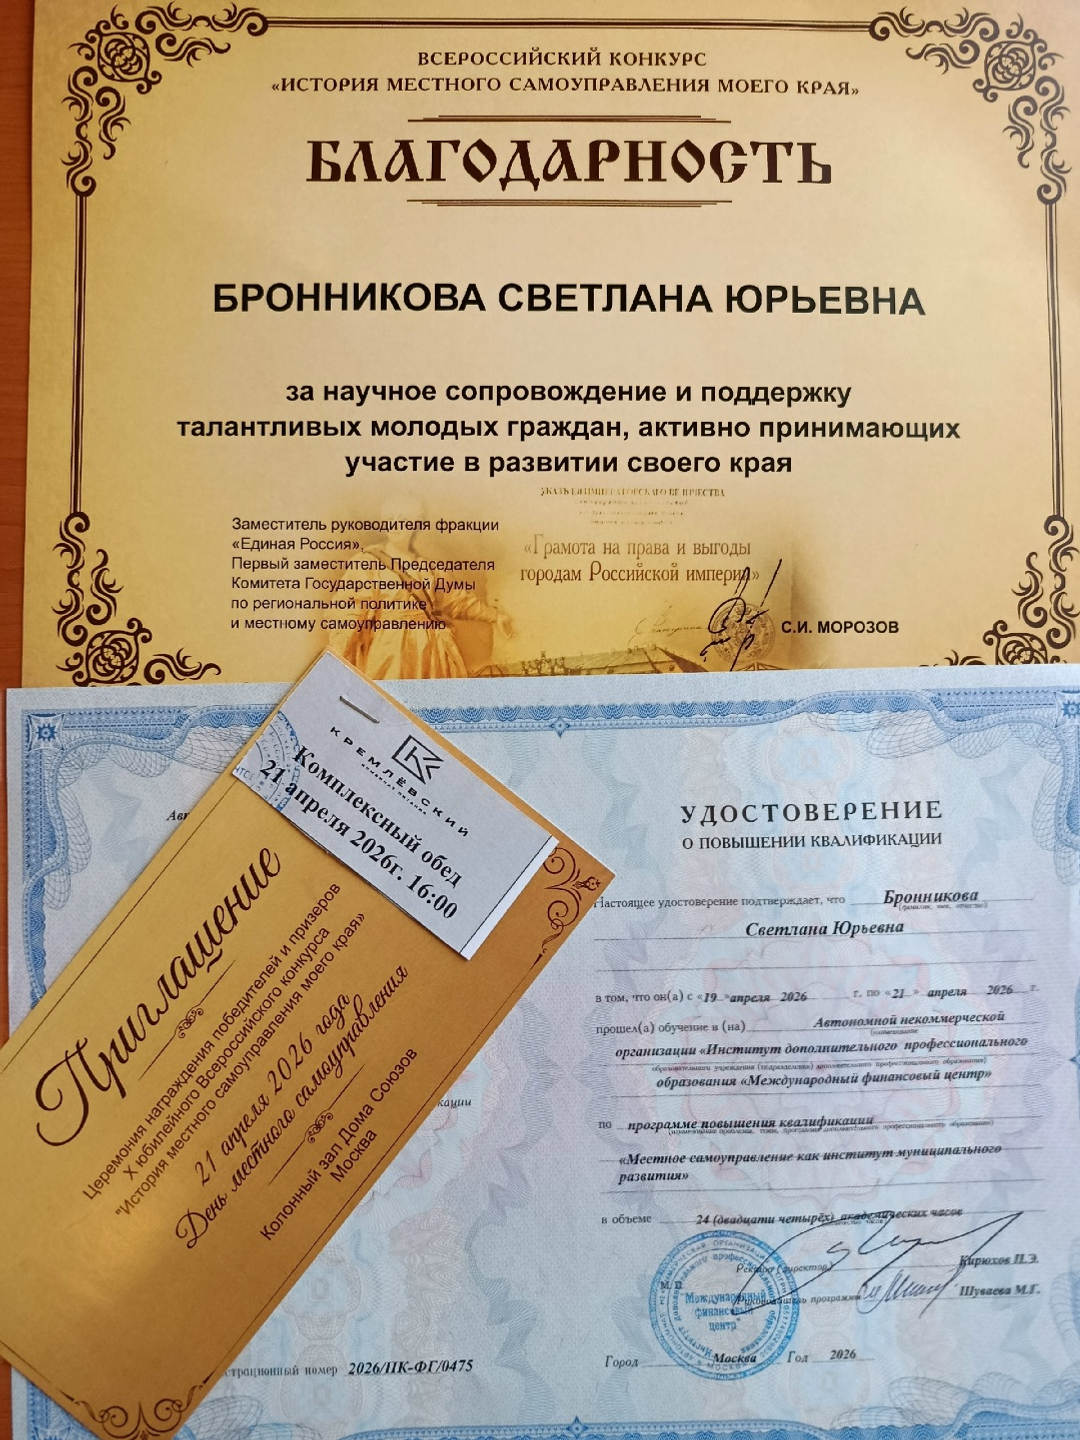 ВСЕРОССИЙСКИЙ КОНКУРС
«ИСТОРИЯ МЕСТНОГО САМОУПРАВЛЕНИЯ МОЕГО КРАЯ»
БЛАГОДАРНОСТЬ
БРОННИКОВА СВЕТЛАНА ЮРЬЕВНА
за научное сопровождение и поддержку
талантливых молодых граждан, активно принимающих
участие в развитии своего края
Заместитель руководителя фракции
«Единая Россия»,
Первый заместитель Председателя
Комитета Государственной Думы
по региональной политике
и местному самоуправлению
«Грамота на права и выгоды
городам Российской империи»
С.И. МОРОЗОВ
КРЕМЛЁВСКИЙ
Комплексный обед
21 апреля 2026г. 16:00
Приглашение
Церемония награждения победителей и призеров
X юбилейного Всероссийского конкурса
"История местного самоуправления моего края»
21 апреля 2026 года
День местного самоуправления
Колонный зал Дома Союзов
Москва
страционный номер 2026/ПК-ФГ/0475
УДОСТОВЕРЕНИЕ
О ПОВЫШЕНИИ КВАЛИФИКАЦИИ
Настоящее удостоверение подтверждает, что Бронникова
Светлана Юрьевна
в том, что он(а) с «19 » апреля 2026 г. по «21 » апреля 2026 г.
прошел(а) обучение в (на) Автономной некоммерческой
организации «Институт дополнительного профессионального
образования «Международный финансовый центр»
по программе повышения квалификации
«Местное самоуправление как институт муниципального
развития»
в объеме 24 (двадцати четырёх) академических часов
Ректор (директор) Кирюхов П.Э.
М. П.
Руководитель программы Шуваева М.Г.
Международный
финансовый
центр
Город Москва Год 2026